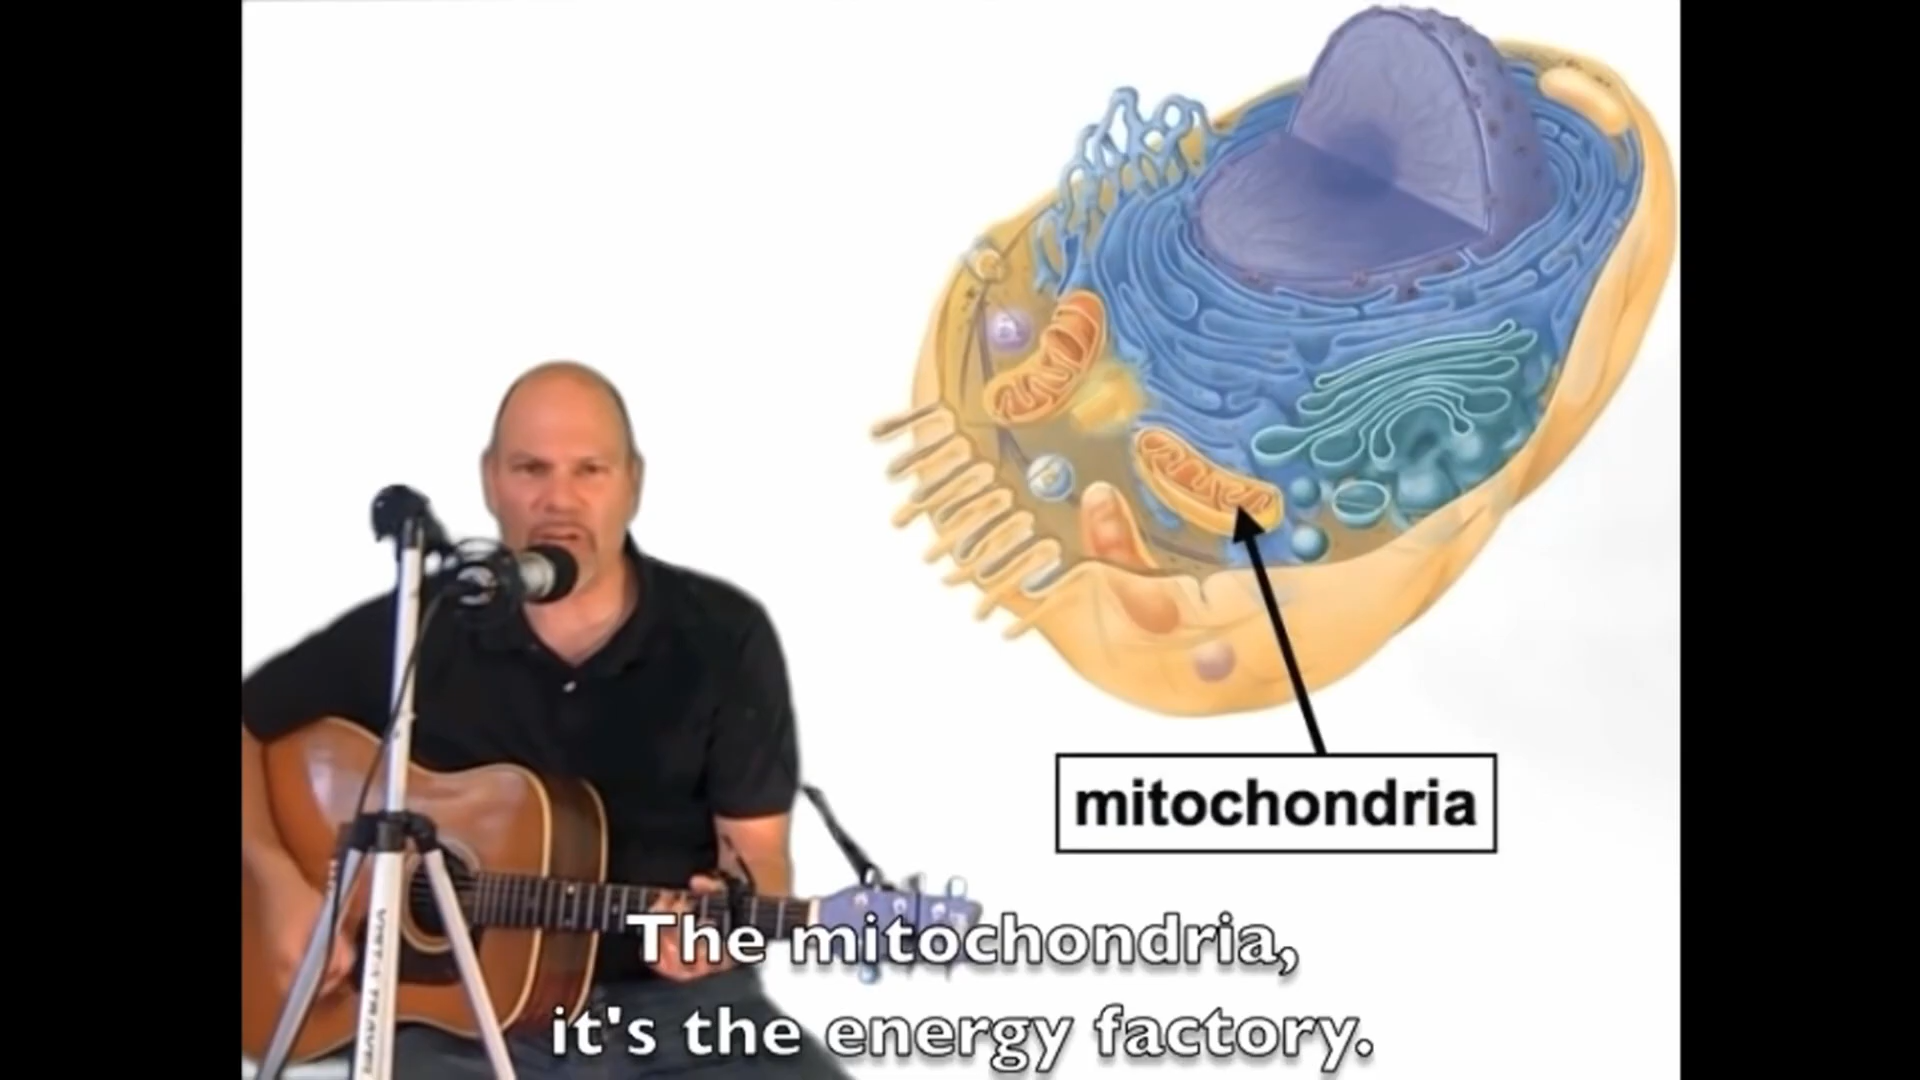 mitochondria
The mitochondria,
it's the energy factory.